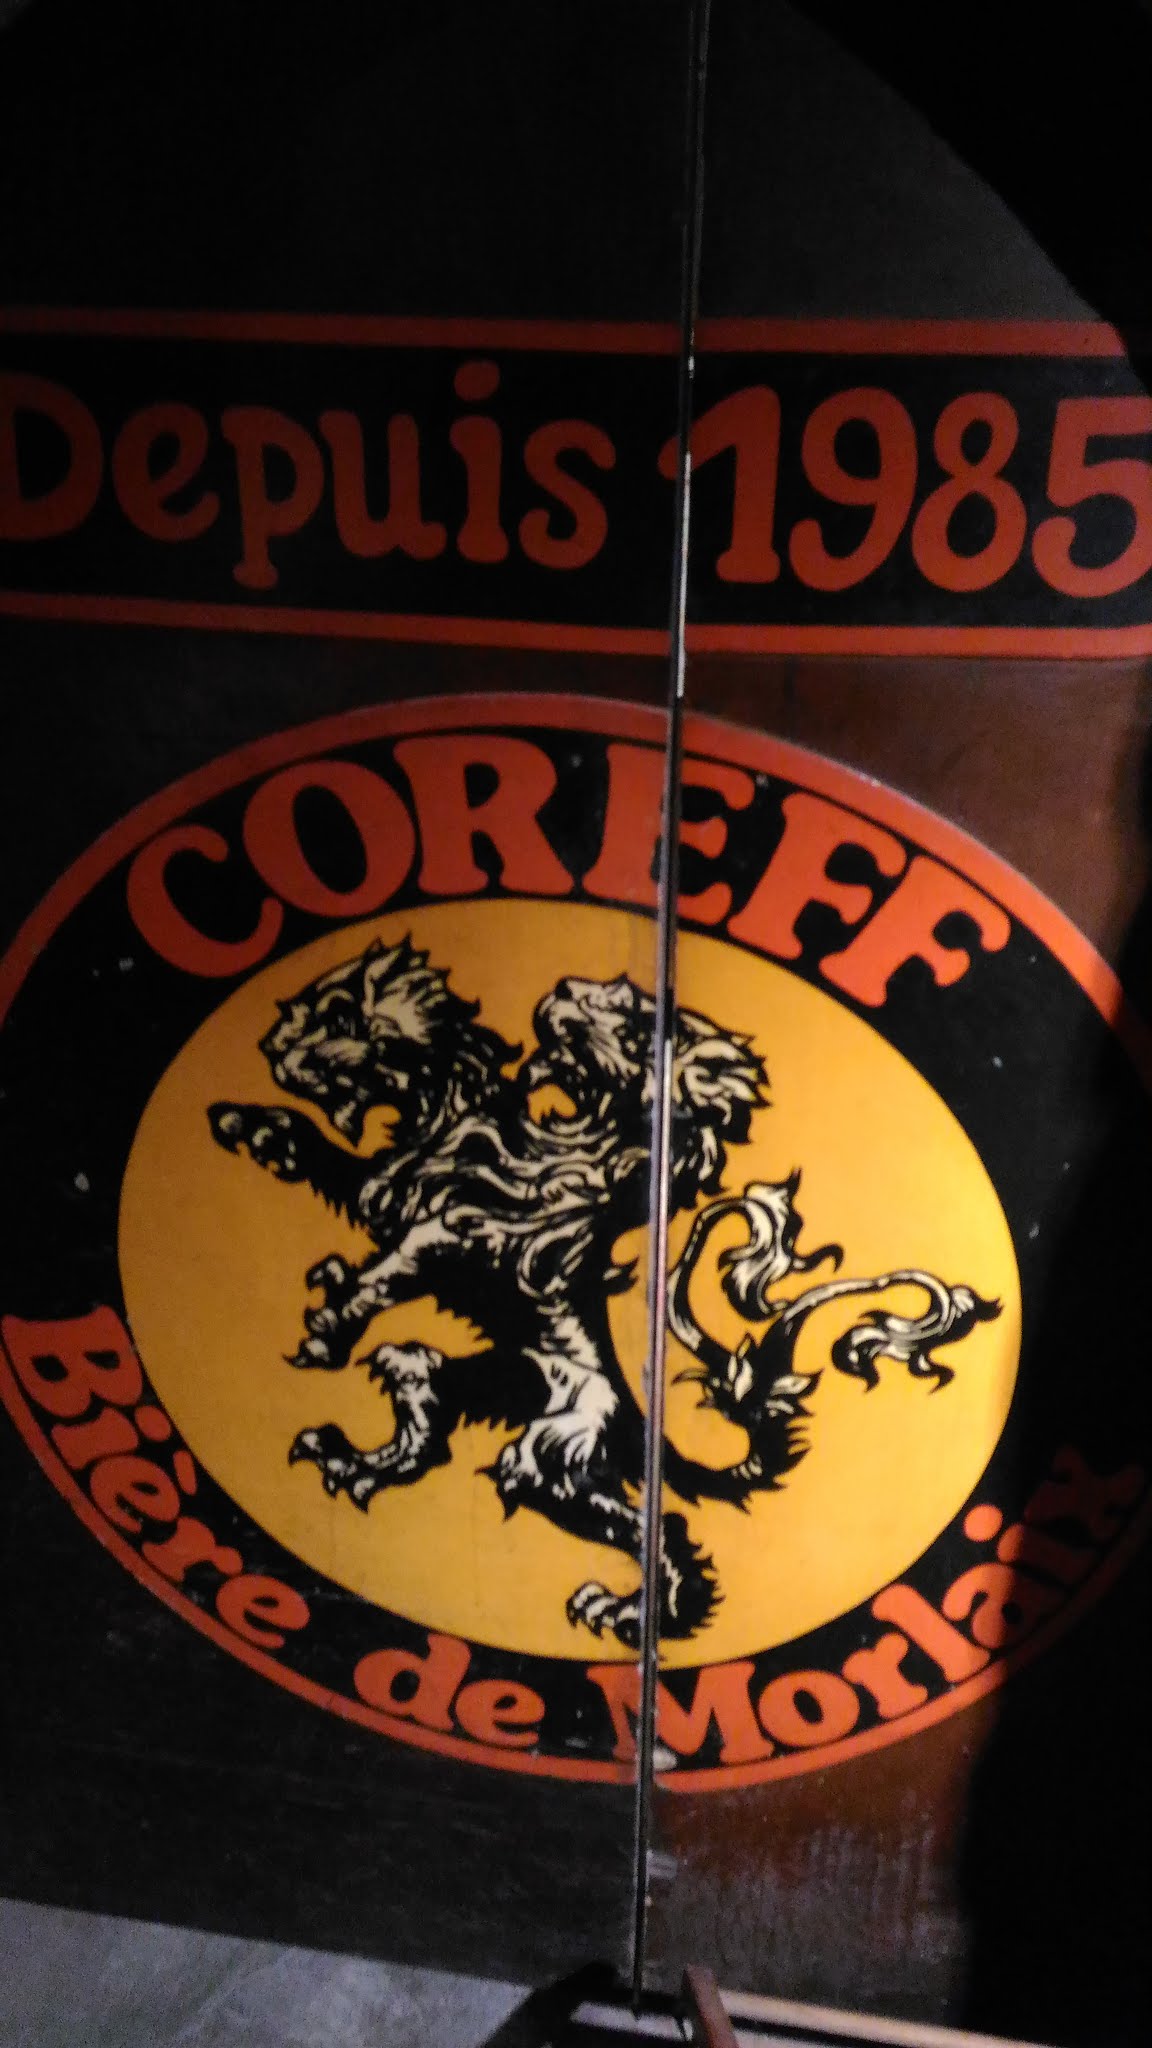 Depuis 1985
COREFF
Bière de Morlaix